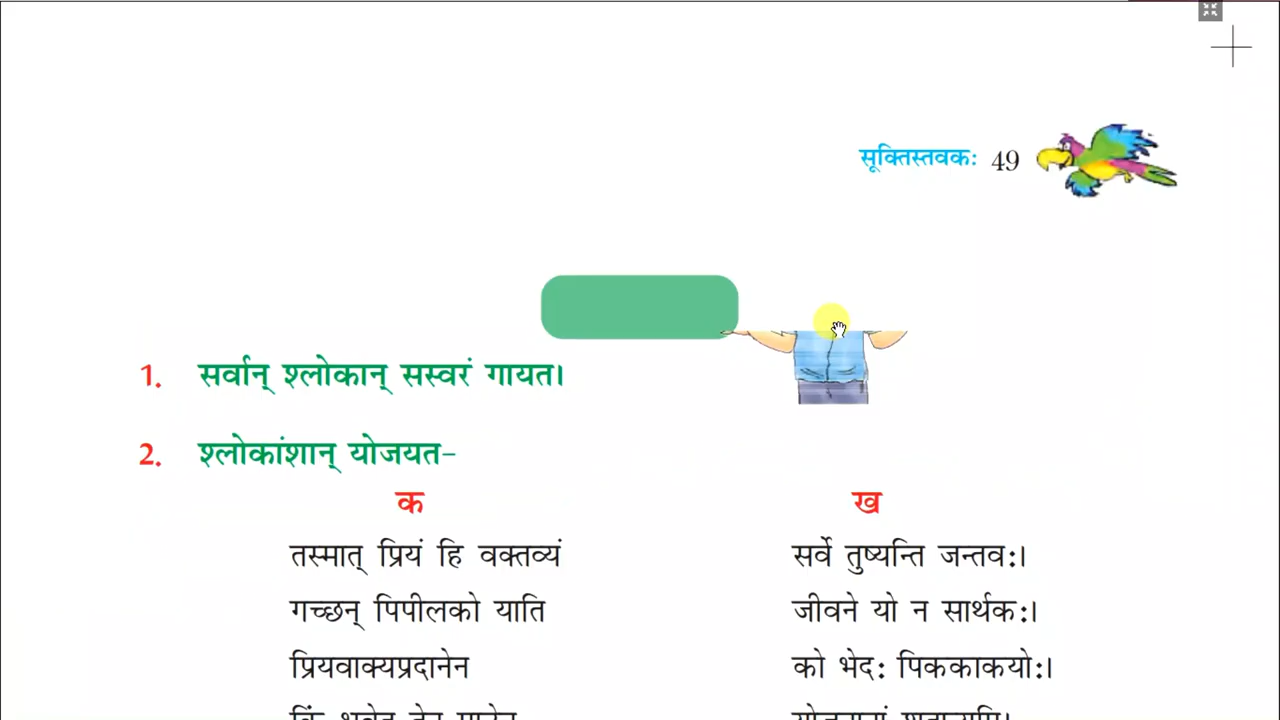 सूक्तिस्तवकः 49
1. सर्वान् श्लोकान् सस्वरं गायत।
2. श्लोकांशान् योजयत-
क ख
तस्मात् प्रियं हि वक्तव्यं सर्वे तुष्यन्ति जन्तवः।
गच्छन् पिपीलको याति जीवने यो न सार्थकः।
प्रियवाक्यप्रदानेन को भेदः पिककाकयोः।